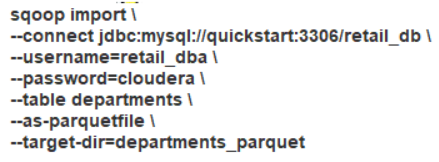 sqoop import \
--connect jdbc:mysql://quickstart:3306/retail_db \
--username=retail_dba \
--password=cloudera \
--table departments \
--as-parquetfile \
--target-dir=departments_parquet